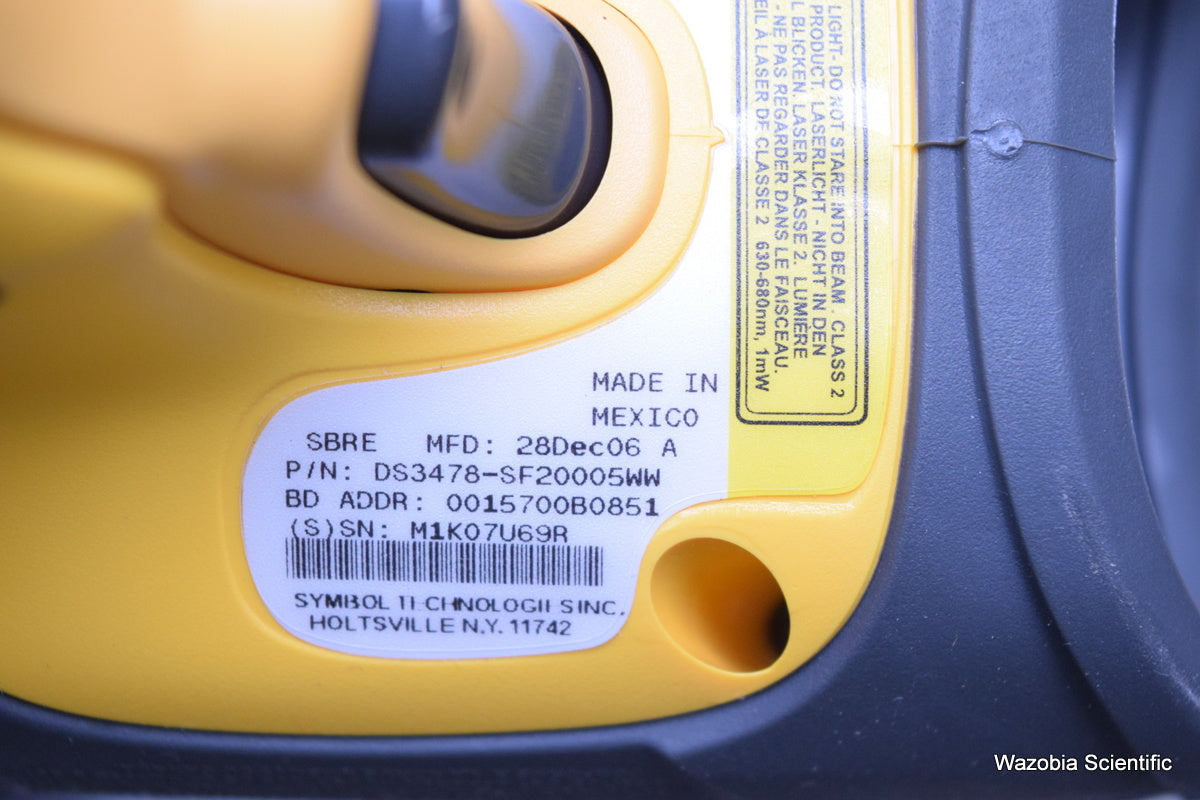 MADE IN
MEXICO
SBRE MFD: 28Dec06 A
P/N: DS3478-SF20005WW
BD ADDR: 0015700B0851
(S)SN: M1K07U69R
SYMBOL TECHNOLOGIES INC.
HOLTSVILLE N.Y. 11742
LIGHT- DO NOT STARE INTO BEAM . CLASS 2
PRODUCT. LASERLICHT - NICHT IN DEN
BLICKEN. LASER KLASSE 2. LUMIÈRE
- NE PAS REGARDER DANS LE FAISCEAU.
À LASER DE CLASSE 2 630-680nm, 1mW
Wazobia Scientific